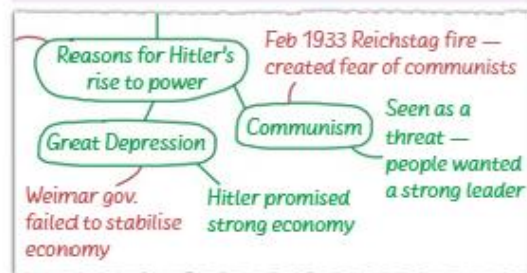 Reasons for Hitler's
rise to power
Feb 1933 Reichstag fire —
created fear of communists
Great Depression
Communism
Seen as a
threat —
people wanted
a strong leader
Weimar gov.
failed to stabilise
economy
Hitler promised
strong economy